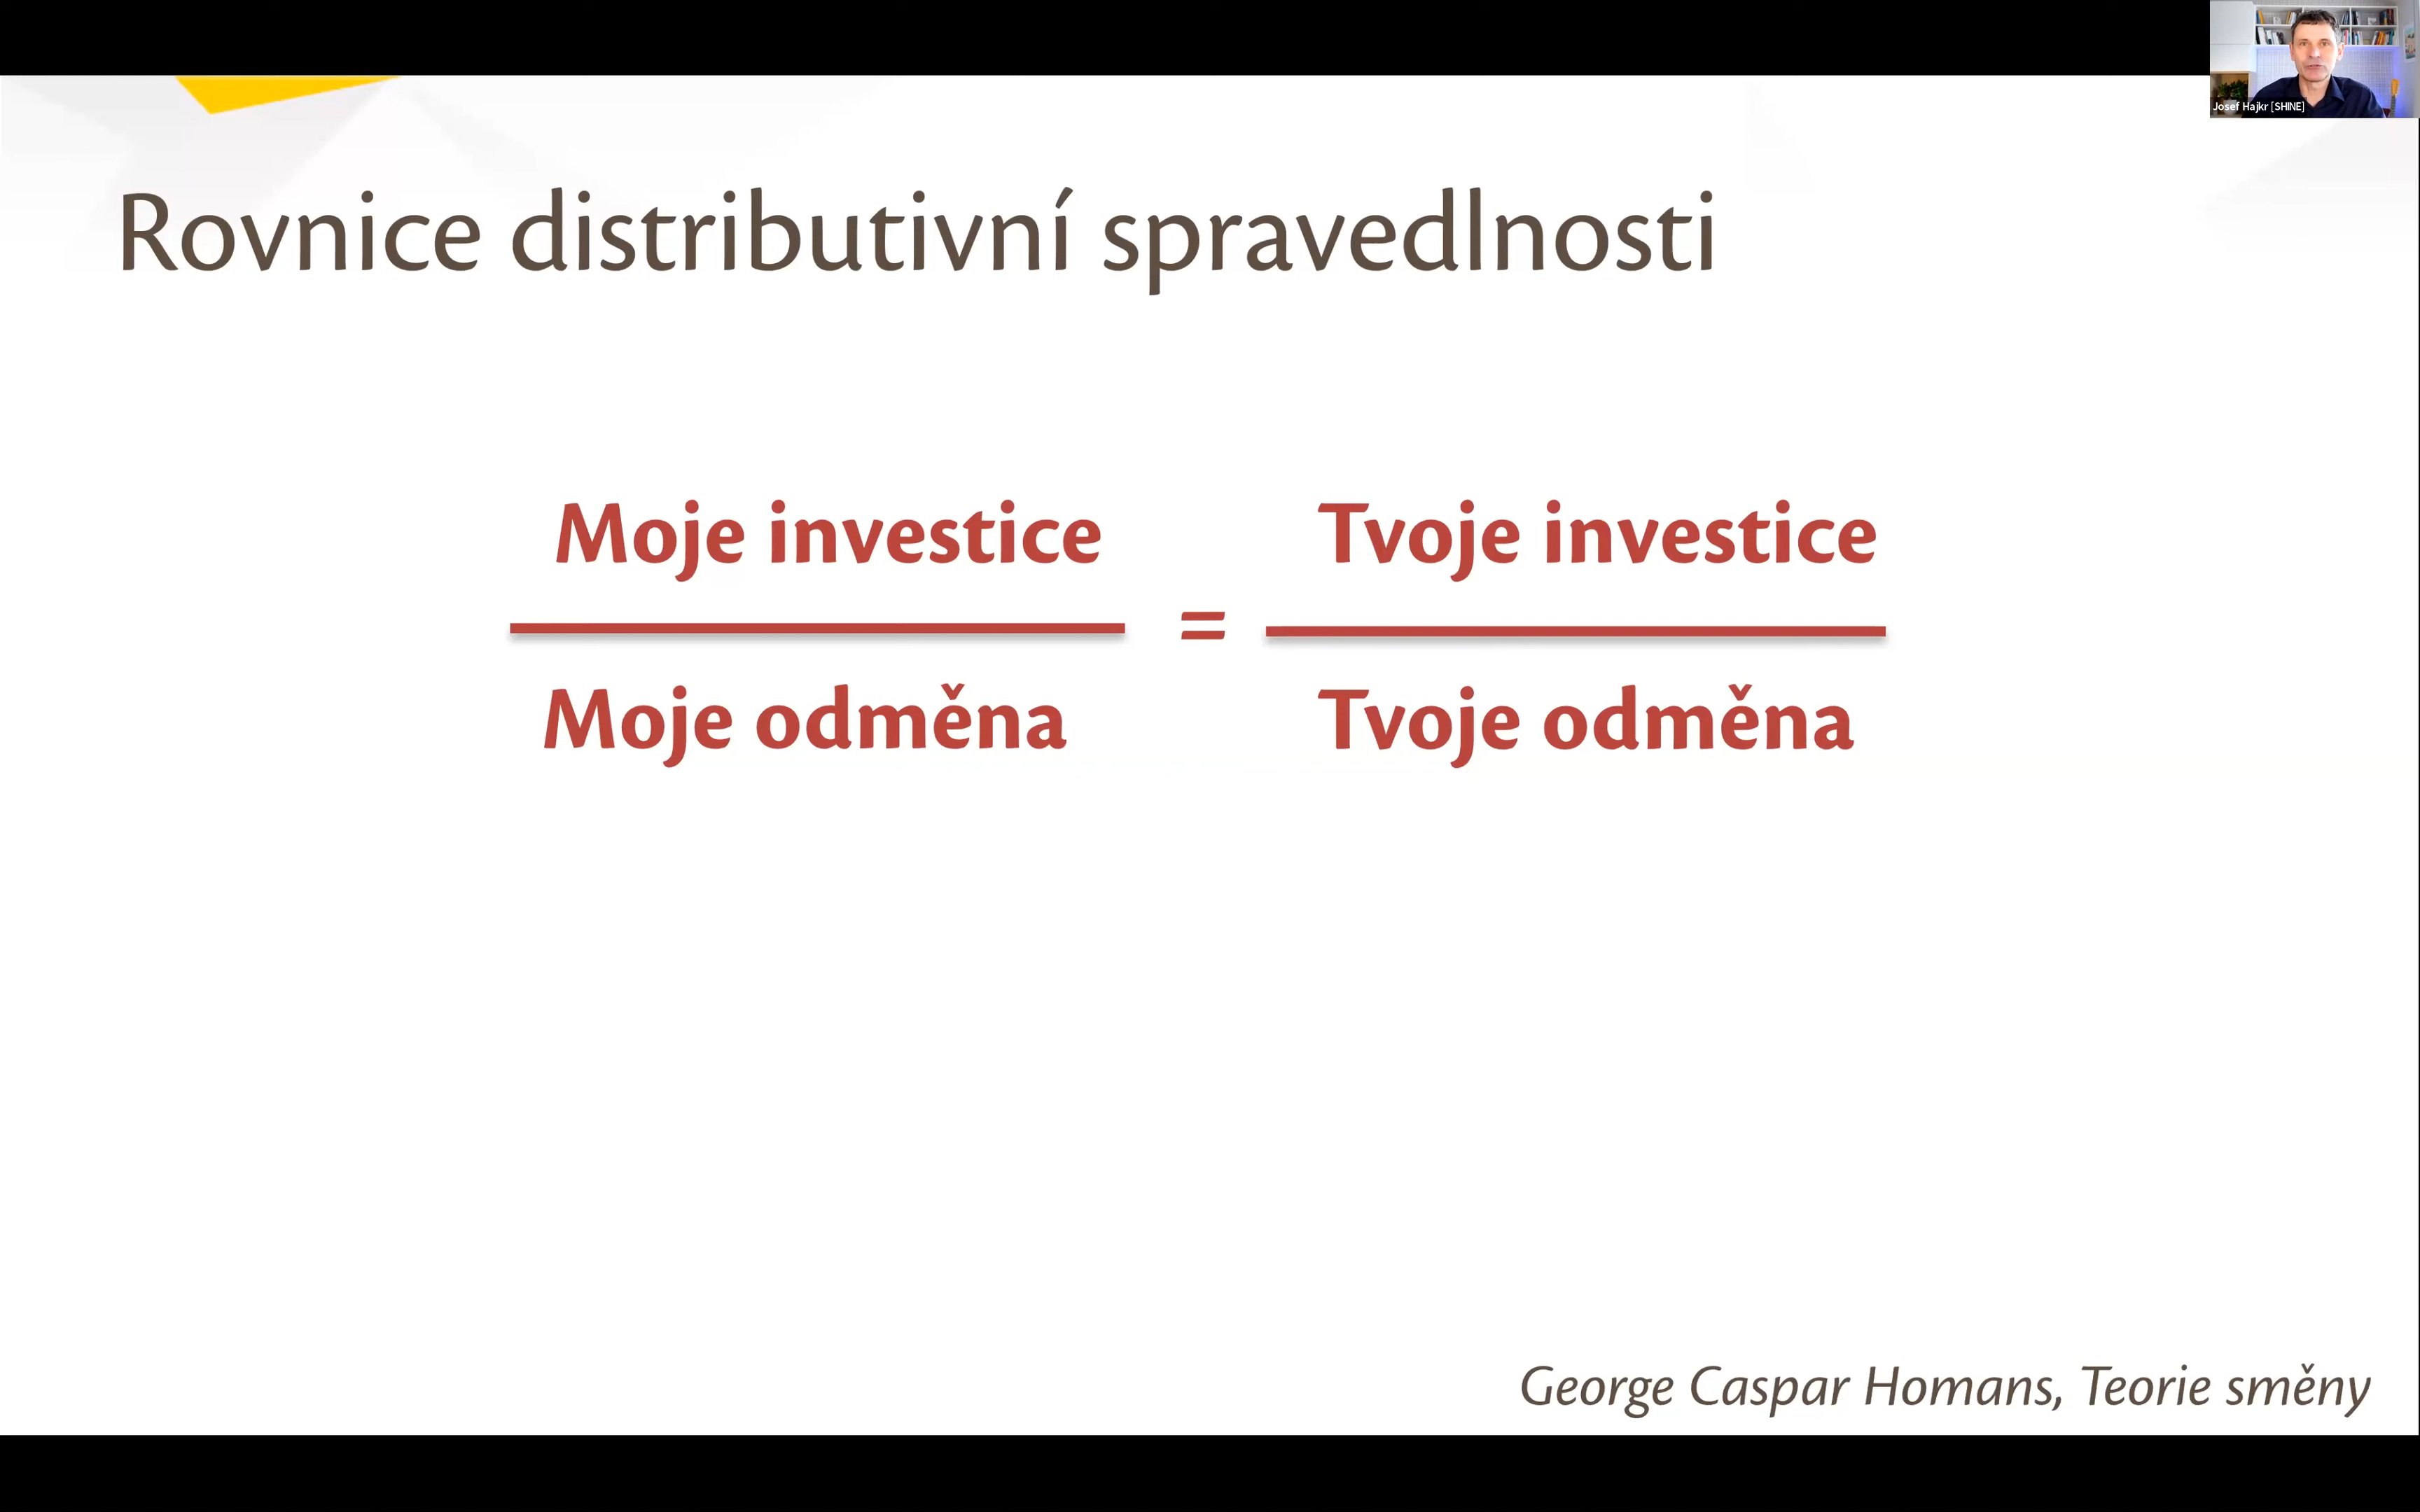 Josef Hajkr [SHINE]
Rovnice distributivní spravedlnosti
Moje investice
Tvoje investice
=
Moje odměna
Tvoje odměna
George Caspar Homans, Teorie směny